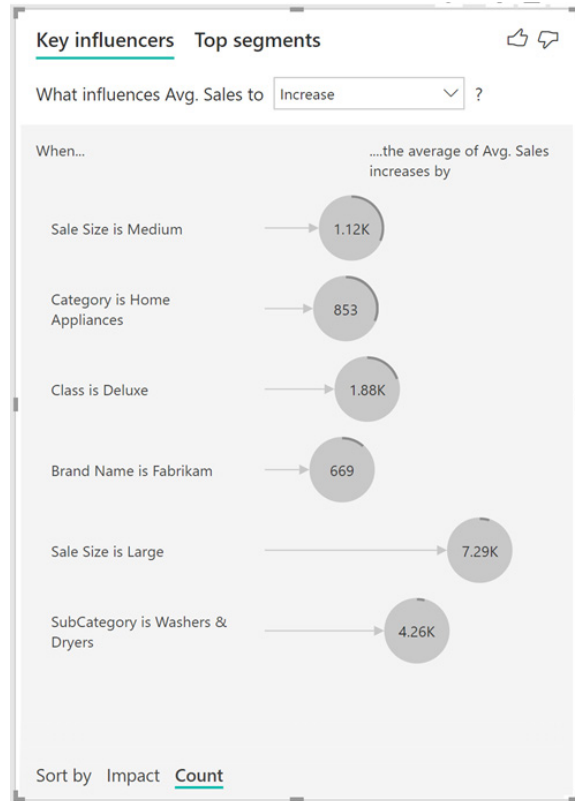 Key influencers Top segments
What influences Avg. Sales to Increase ?
When...
....the average of Avg. Sales
increases by
Sale Size is Medium 1.12K
Category is Home
Appliances
853
Class is Deluxe 1.88K
Brand Name is Fabrikam 669
Sale Size is Large 7.29K
SubCategory is Washers &
Dryers
4.26K
Sort by Impact Count